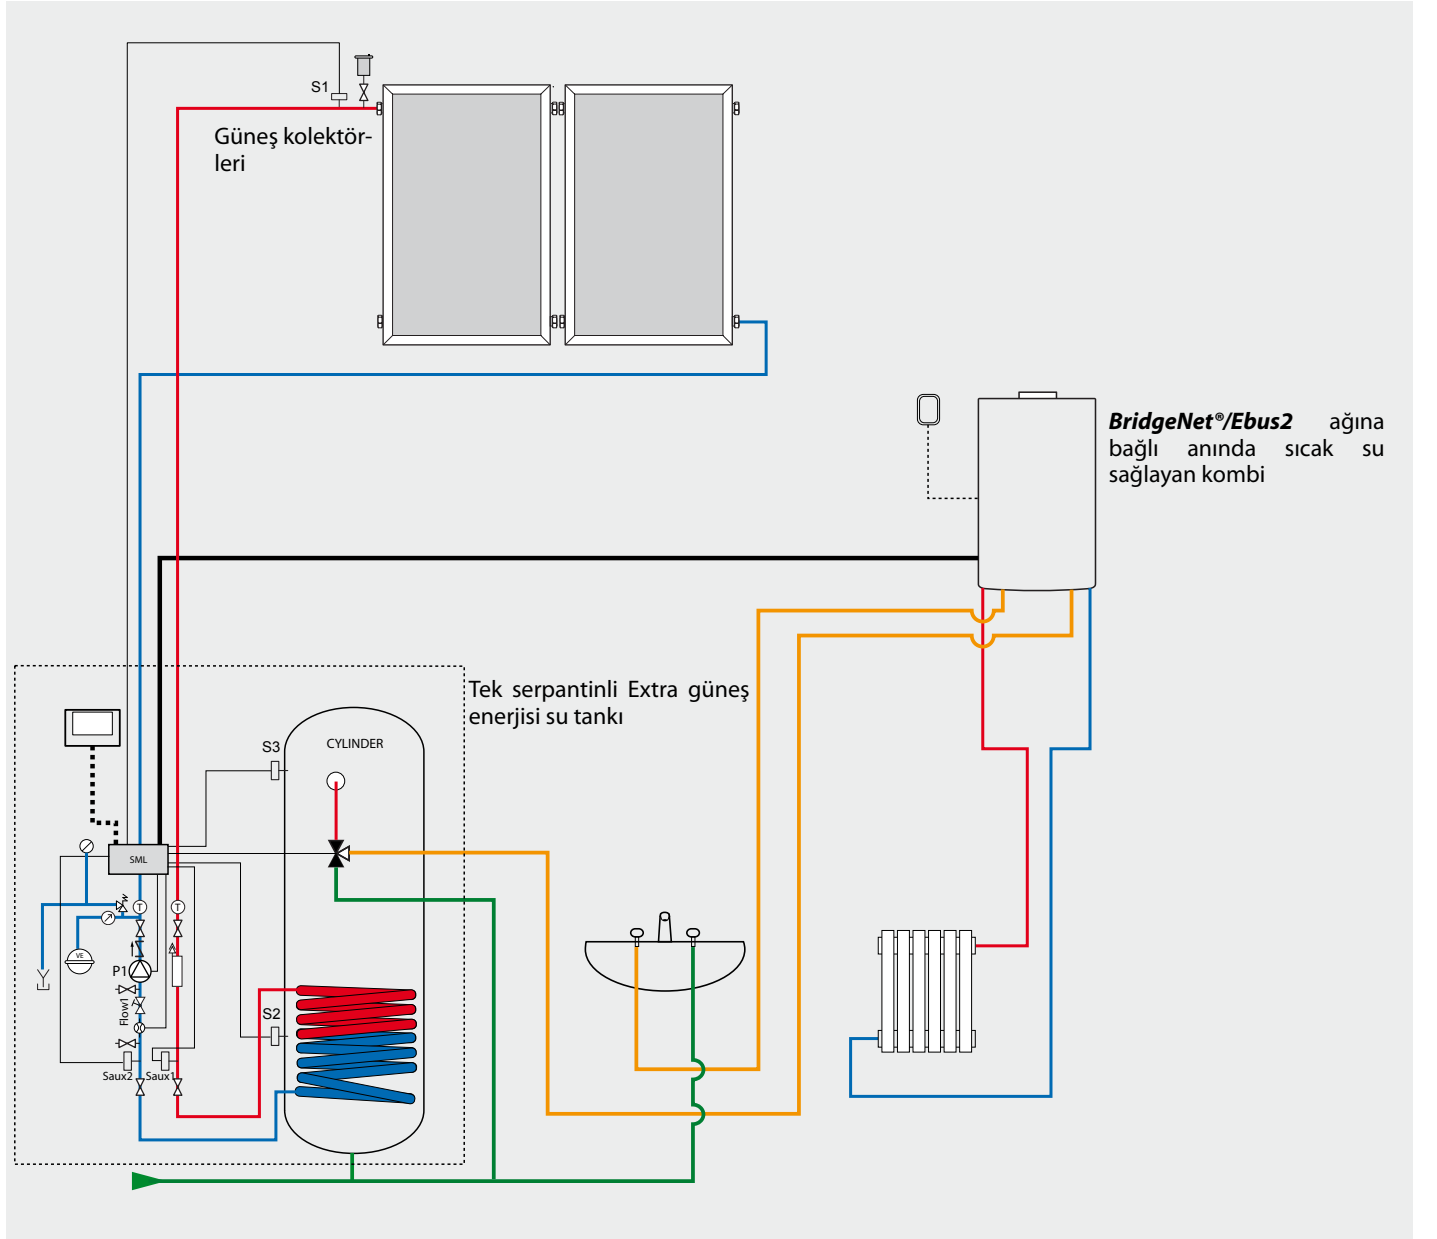 S1
Güneş kolektör-
leri
BridgeNet®/Ebus2 ağına
bağlı anında sıcak su
sağlayan kombi
Tek serpantinli Extra güneş
enerjisi su tankı
S3
CYLINDER
SML
T
T
VE
P1
Flow1
S2
Saux2
Saux1